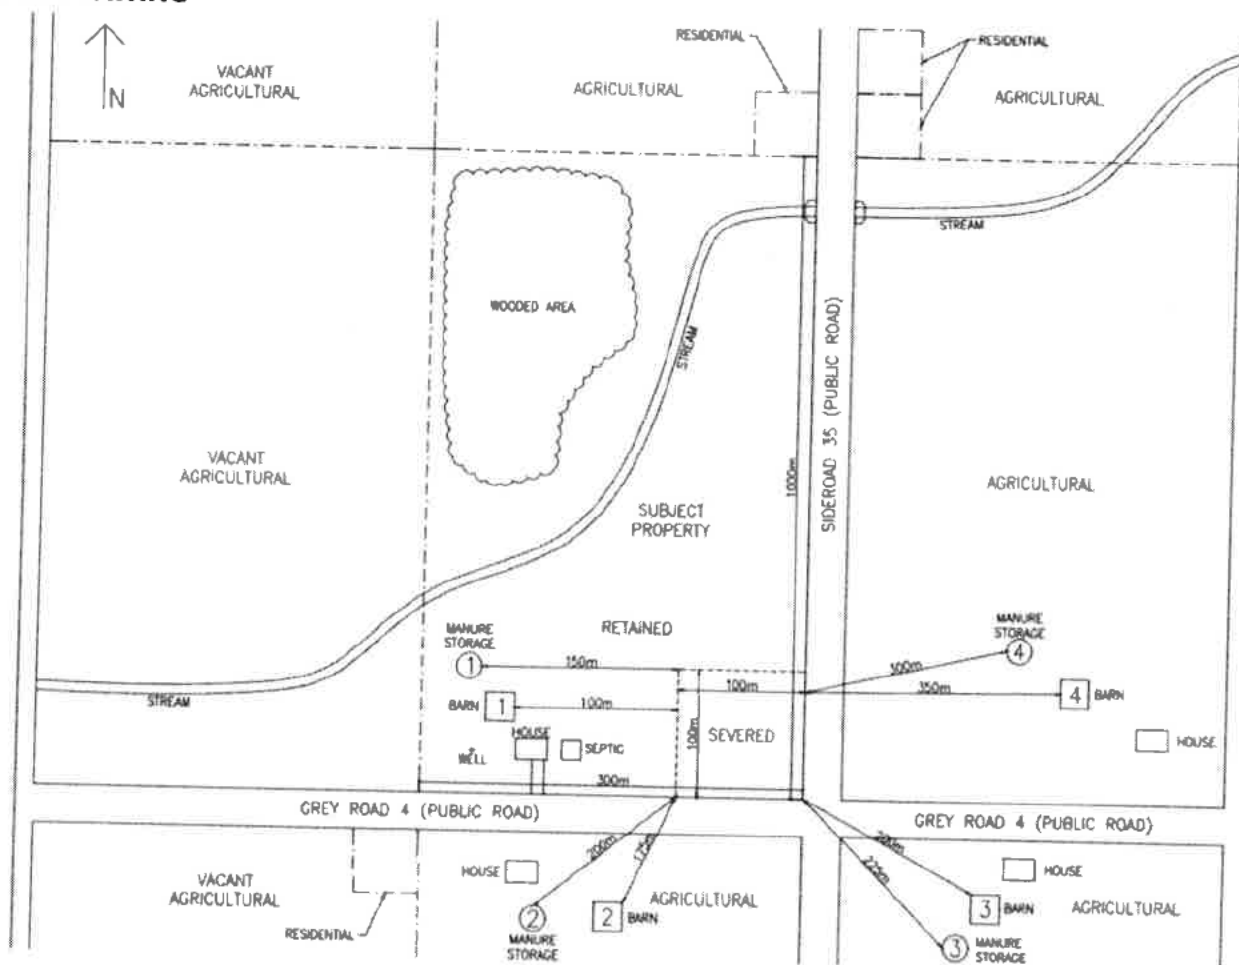 N
VACANT
AGRICULTURAL
AGRICULTURAL
RESIDENTIAL
RESIDENTIAL
AGRICULTURAL
STREAM
WOODED AREA
STREAM
SIDEROAD 35 (PUBLIC ROAD)
1000m
VACANT
AGRICULTURAL
SUBJECT
PROPERTY
AGRICULTURAL
RETAINED
MANURE
STORAGE
1
150m
MANURE
STORAGE
4
300m
100m
350m
4 BARN
BARN 1
100m
100m
SEVERED
STREAM
HOUSE
WELL
SEPTIC
HOUSE
300m
GREY ROAD 4 (PUBLIC ROAD)
GREY ROAD 4 (PUBLIC ROAD)
200m
175m
200m
225m
HOUSE
HOUSE
VACANT
AGRICULTURAL
AGRICULTURAL
AGRICULTURAL
2
2 BARN
3 BARN
RESIDENTIAL
MANURE
STORAGE
3
MANURE
STORAGE